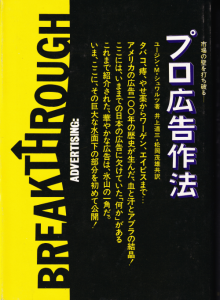 市場の壁を打ち破る
プロ広告作法
ユージン・M・シュワルツ著 井上道三・松岡茂雄共訳
タバコ、痔、やせ薬からワーゲン、エイビスまで…
アメリカの広告一〇〇年の歴史が生んだ、血と汗とアブラの結晶!
ここには、いままでの日本の広告に欠けていた「何か」がある
これまで紹介された、華やかな広告は、氷山の一角だ。
いま、ここに、その巨大な水面下の部分を初めて公開!
BREAKTHROUGH
ADVERTISING: